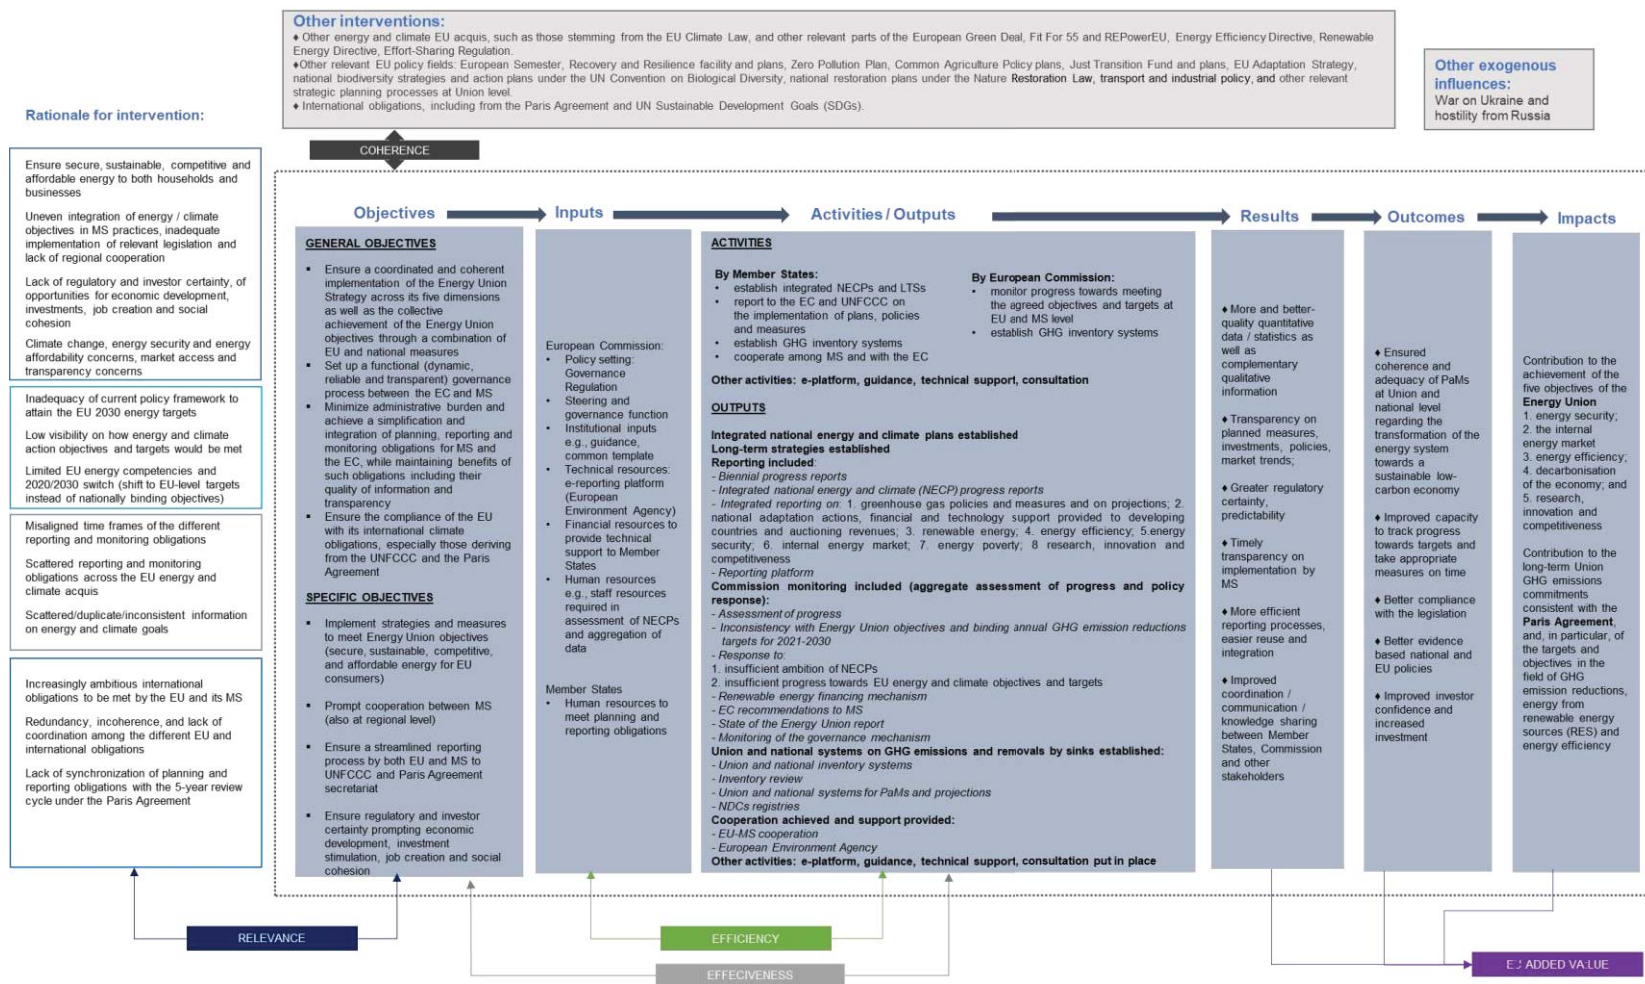 Other interventions:
♦ Other energy and climate EU acquis, such as those stemming from the EU Climate Law, and other relevant parts of the European Green Deal, Fit For 55 and REPowerEU, Energy Efficiency Directive, Renewable
Energy Directive, Effort-Sharing Regulation.
♦Other relevant EU policy fields: European Semester, Recovery and Resilience facility and plans, Zero Pollution Plan, Common Agriculture Policy plans, Just Transition Fund and plans, EU Adaptation Strategy,
national biodiversity strategies and action plans under the UN Convention on Biological Diversity, national restoration plans under the Nature Restoration Law, transport and industrial policy, and other relevant
strategic planning processes at Union level.
♦ International obligations, including from the Paris Agreement and UN Sustainable Development Goals (SDGs).
Other exogenous
influences:
War on Ukraine and
hostility from Russia
COHERENCE
Rationale for intervention:
Ensure secure, sustainable, competitive and
affordable energy to both households and
businesses
Uneven integration of energy / climate
objectives in MS practices, inadequate
implementation of relevant legislation and
lack of regional cooperation
Lack of regulatory and investor certainty, of
opportunities for economic development,
investments, job creation and social
cohesion
Climate change, energy security and energy
affordability concerns, market access and
transparency concerns
Inadequacy of current policy framework to
attain the EU 2030 energy targets
Low visibility on how energy and climate
action objectives and targets would be met
Limited EU energy competencies and
2020/2030 switch (shift to EU-level targets
instead of nationally binding objectives)
Misaligned time frames of the different
reporting and monitoring obligations
Scattered reporting and monitoring
obligations across the EU energy and
climate acquis
Scattered/duplicate/inconsistent information
on energy and climate goals
Increasingly ambitious international
obligations to be met by the EU and its MS
Redundancy, incoherence, and lack of
coordination among the different EU and
international obligations
Lack of synchronization of planning and
reporting obligations with the 5-year review
cycle under the Paris Agreement
Objectives
GENERAL OBJECTIVES
▪ Ensure a coordinated and coherent
implementation of the Energy Union
Strategy across its five dimensions
as well as the collective
achievement of the Energy Union
objectives through a combination of
EU and national measures
▪ Set up a functional (dynamic,
reliable and transparent) governance
process between the EC and MS
▪ Minimize administrative burden and
achieve a simplification and
integration of planning, reporting and
monitoring obligations for MS and
the EC, while maintaining benefits of
such obligations including their
quality of information and
transparency
▪ Ensure the compliance of the EU
with its international climate
obligations, especially those deriving
from the UNFCCC and the Paris
Agreement
SPECIFIC OBJECTIVES
▪ Implement strategies and measures
to meet Energy Union objectives
(secure, sustainable, competitive,
and affordable energy for EU
consumers)
▪ Prompt cooperation between MS
(also at regional level)
▪ Ensure a streamlined reporting
process by both EU and MS to
UNFCCC and Paris Agreement
secretariat
▪ Ensure regulatory and investor
certainty prompting economic
development, investment
stimulation, job creation and social
cohesion
Inputs
European Commission:
• Policy setting:
Governance
Regulation
• Steering and
governance function
• Institutional inputs
e.g., guidance,
common template
• Technical resources:
e-reporting platform
(European
Environment Agency)
• Financial resources to
provide technical
support to Member
States
• Human resources
e.g., staff resources
required in
assessment of NECPs
and aggregation of
data
Member States
• Human resources to
meet planning and
reporting obligations
Activities / Outputs
ACTIVITIES
By Member States:
• establish integrated NECPs and LTSs
• report to the EC and UNFCCC on
the implementation of plans, policies
and measures
• establish GHG inventory systems
• cooperate among MS and with the EC
By European Commission:
• monitor progress towards meeting
the agreed objectives and targets at
EU and MS level
• establish GHG inventory systems
Other activities: e-platform, guidance, technical support, consultation
OUTPUTS
Integrated national energy and climate plans established
Long-term strategies established
Reporting included:
- Biennial progress reports
- Integrated national energy and climate (NECP) progress reports
- Integrated reporting on: 1. greenhouse gas policies and measures and on projections; 2.
national adaptation actions, financial and technology support provided to developing
countries and auctioning revenues; 3. renewable energy; 4. energy efficiency; 5.energy
security; 6. internal energy market; 7. energy poverty; 8 research, innovation and
competitiveness
- Reporting platform
Commission monitoring included (aggregate assessment of progress and policy
response):
- Assessment of progress
- Inconsistency with Energy Union objectives and binding annual GHG emission reductions
targets for 2021-2030
- Response to:
1. insufficient ambition of NECPs
2. insufficient progress towards EU energy and climate objectives and targets
- Renewable energy financing mechanism
- EC recommendations to MS
- State of the Energy Union report
- Monitoring of the governance mechanism
Union and national systems on GHG emissions and removals by sinks established:
- Union and national inventory systems
- Inventory review
- Union and national systems for PaMs and projections
- NDCs registries
Cooperation achieved and support provided:
- EU-MS cooperation
- European Environment Agency
Other activities: e-platform, guidance, technical support, consultation put in place
Results
♦ More and better-
quality quantitative
data / statistics as
well as
complementary
qualitative
information
♦ Transparency on
planned measures,
investments, policies,
market trends;
♦ Greater regulatory
certainty,
predictability
♦ Timely
transparency on
implementation by
MS
♦ More efficient
reporting processes,
easier reuse and
integration
♦ Improved
coordination /
communication /
knowledge sharing
between Member
States, Commission
and other
stakeholders
Outcomes
♦ Ensured
coherence and
adequacy of PaMs
at Union and
national level
regarding the
transformation of the
energy system
towards a
sustainable low-
carbon economy
♦ Improved capacity
to track progress
towards targets and
take appropriate
measures on time
♦ Better compliance
with the legislation
♦ Better evidence
based national and
EU policies
♦ Improved investor
confidence and
increased
investment
Impacts
Contribution to the
achievement of the
five objectives of the
Energy Union
1. energy security;
2. the internal
energy market
3. energy efficiency;
4. decarbonisation
of the economy; and
5. research,
innovation and
competitiveness
Contribution to the
long-term Union
GHG emissions
commitments
consistent with the
Paris Agreement,
and, in particular, of
the targets and
objectives in the
field of GHG
emission reductions,
energy from
renewable energy
sources (RES) and
energy efficiency
RELEVANCE
EFFICIENCY
EFFECIVENESS
EU ADDED VALUE